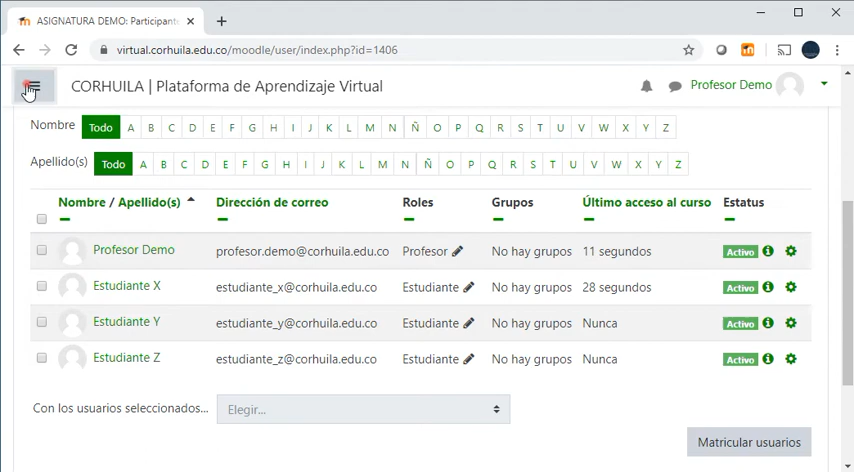 ASIGNATURA DEMO: Participante
virtual.corhuila.edu.co/moodle/user/index.php?id=1406
CORHUILA | Plataforma de Aprendizaje Virtual
Profesor Demo
Nombre Todo A B C D E F G H I J K L M N Ñ O P Q R S T U V W X Y Z
Apellido(s) Todo A B C D E F G H I J K L M N Ñ O P Q R S T U V W X Y Z
Nombre / Apellido(s) Dirección de correo Roles Grupos Último acceso al curso Estatus
Profesor Demo profesor.demo@corhuila.edu.co Profesor No hay grupos 11 segundos Activo
Estudiante X estudiante_x@corhuila.edu.co Estudiante No hay grupos 28 segundos Activo
Estudiante Y estudiante_y@corhuila.edu.co Estudiante No hay grupos Nunca Activo
Estudiante Z estudiante_z@corhuila.edu.co Estudiante No hay grupos Nunca Activo
Con los usuarios seleccionados... Elegir...
Matricular usuarios